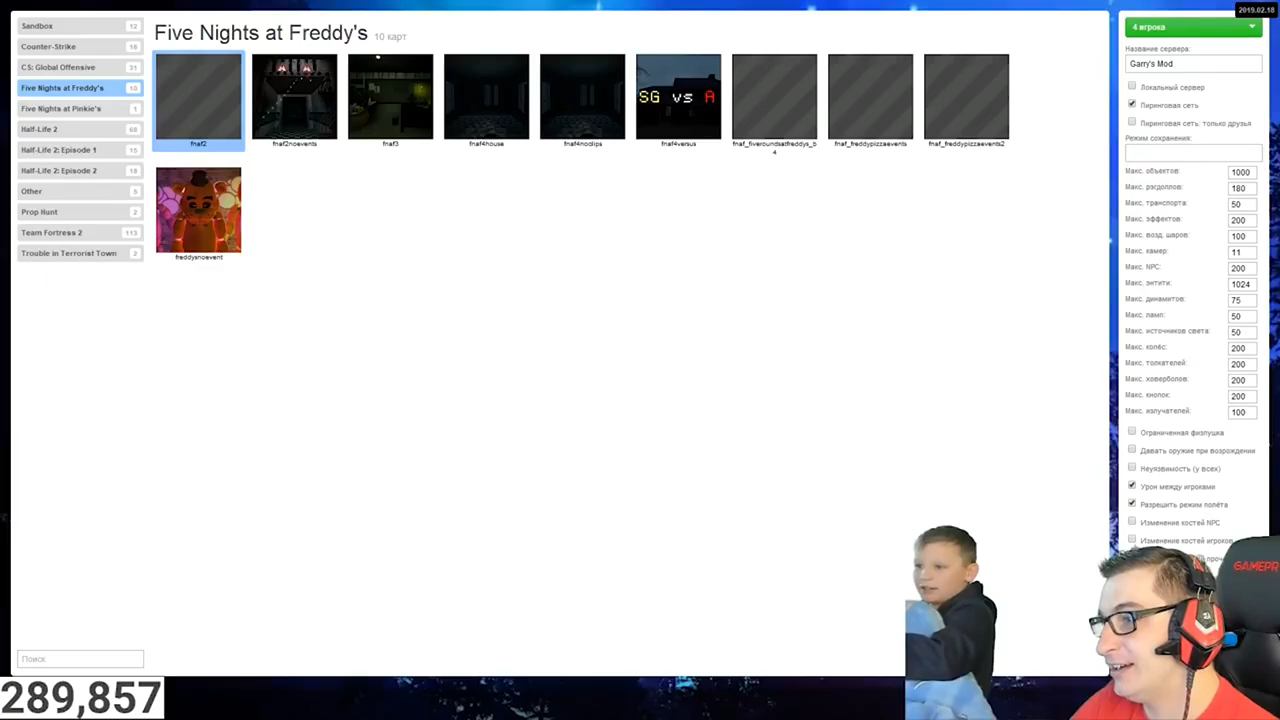 2019.02.18
Sandbox 12
Counter-Strike 16
CS: Global Offensive 31
Five Nights at Freddy's 10
Five Nights at Pinkie's 1
Half-Life 2 68
Half-Life 2: Episode 1 15
Half-Life 2: Episode 2 18
Other 5
Prop Hunt 2
Team Fortress 2 113
Trouble in Terrorist Town 2
Поиск
289,857
Five Nights at Freddy's 10 карт
SG vs A
fnaf2 fnaf2noevents fnaf3 fnaf4house fnaf4noclips fnaf4versus fnaf_fiveroundsatfreddys_b fnaf_freddypizzaevents fnaf_freddypizzaevents2
4
freddysnoevent
4 игрока
Название сервера:
Garry's Mod
Локальный сервер
Пиринговая сеть
Пиринговая сеть: только друзья
Режим сохранения:
Макс. объектов: 1000
Макс. рэгдоллов: 180
Макс. транспорта: 50
Макс. эффектов: 200
Макс. возд. шаров: 100
Макс. камер: 11
Макс. NPC: 200
Макс. энтити: 1024
Макс. динамитов: 75
Макс. ламп: 50
Макс. источников света: 50
Макс. колёс: 200
Макс. толкателей: 200
Макс. ховерболов: 200
Макс. кнопок: 200
Макс. излучателей: 100
Ограниченная физпушка
Давать оружие при возрождении
Неуязвимость (у всех)
Урон между игроками
Разрешить режим полёта
Изменение костей NPC
Изменение костей игроков
GAMEPR